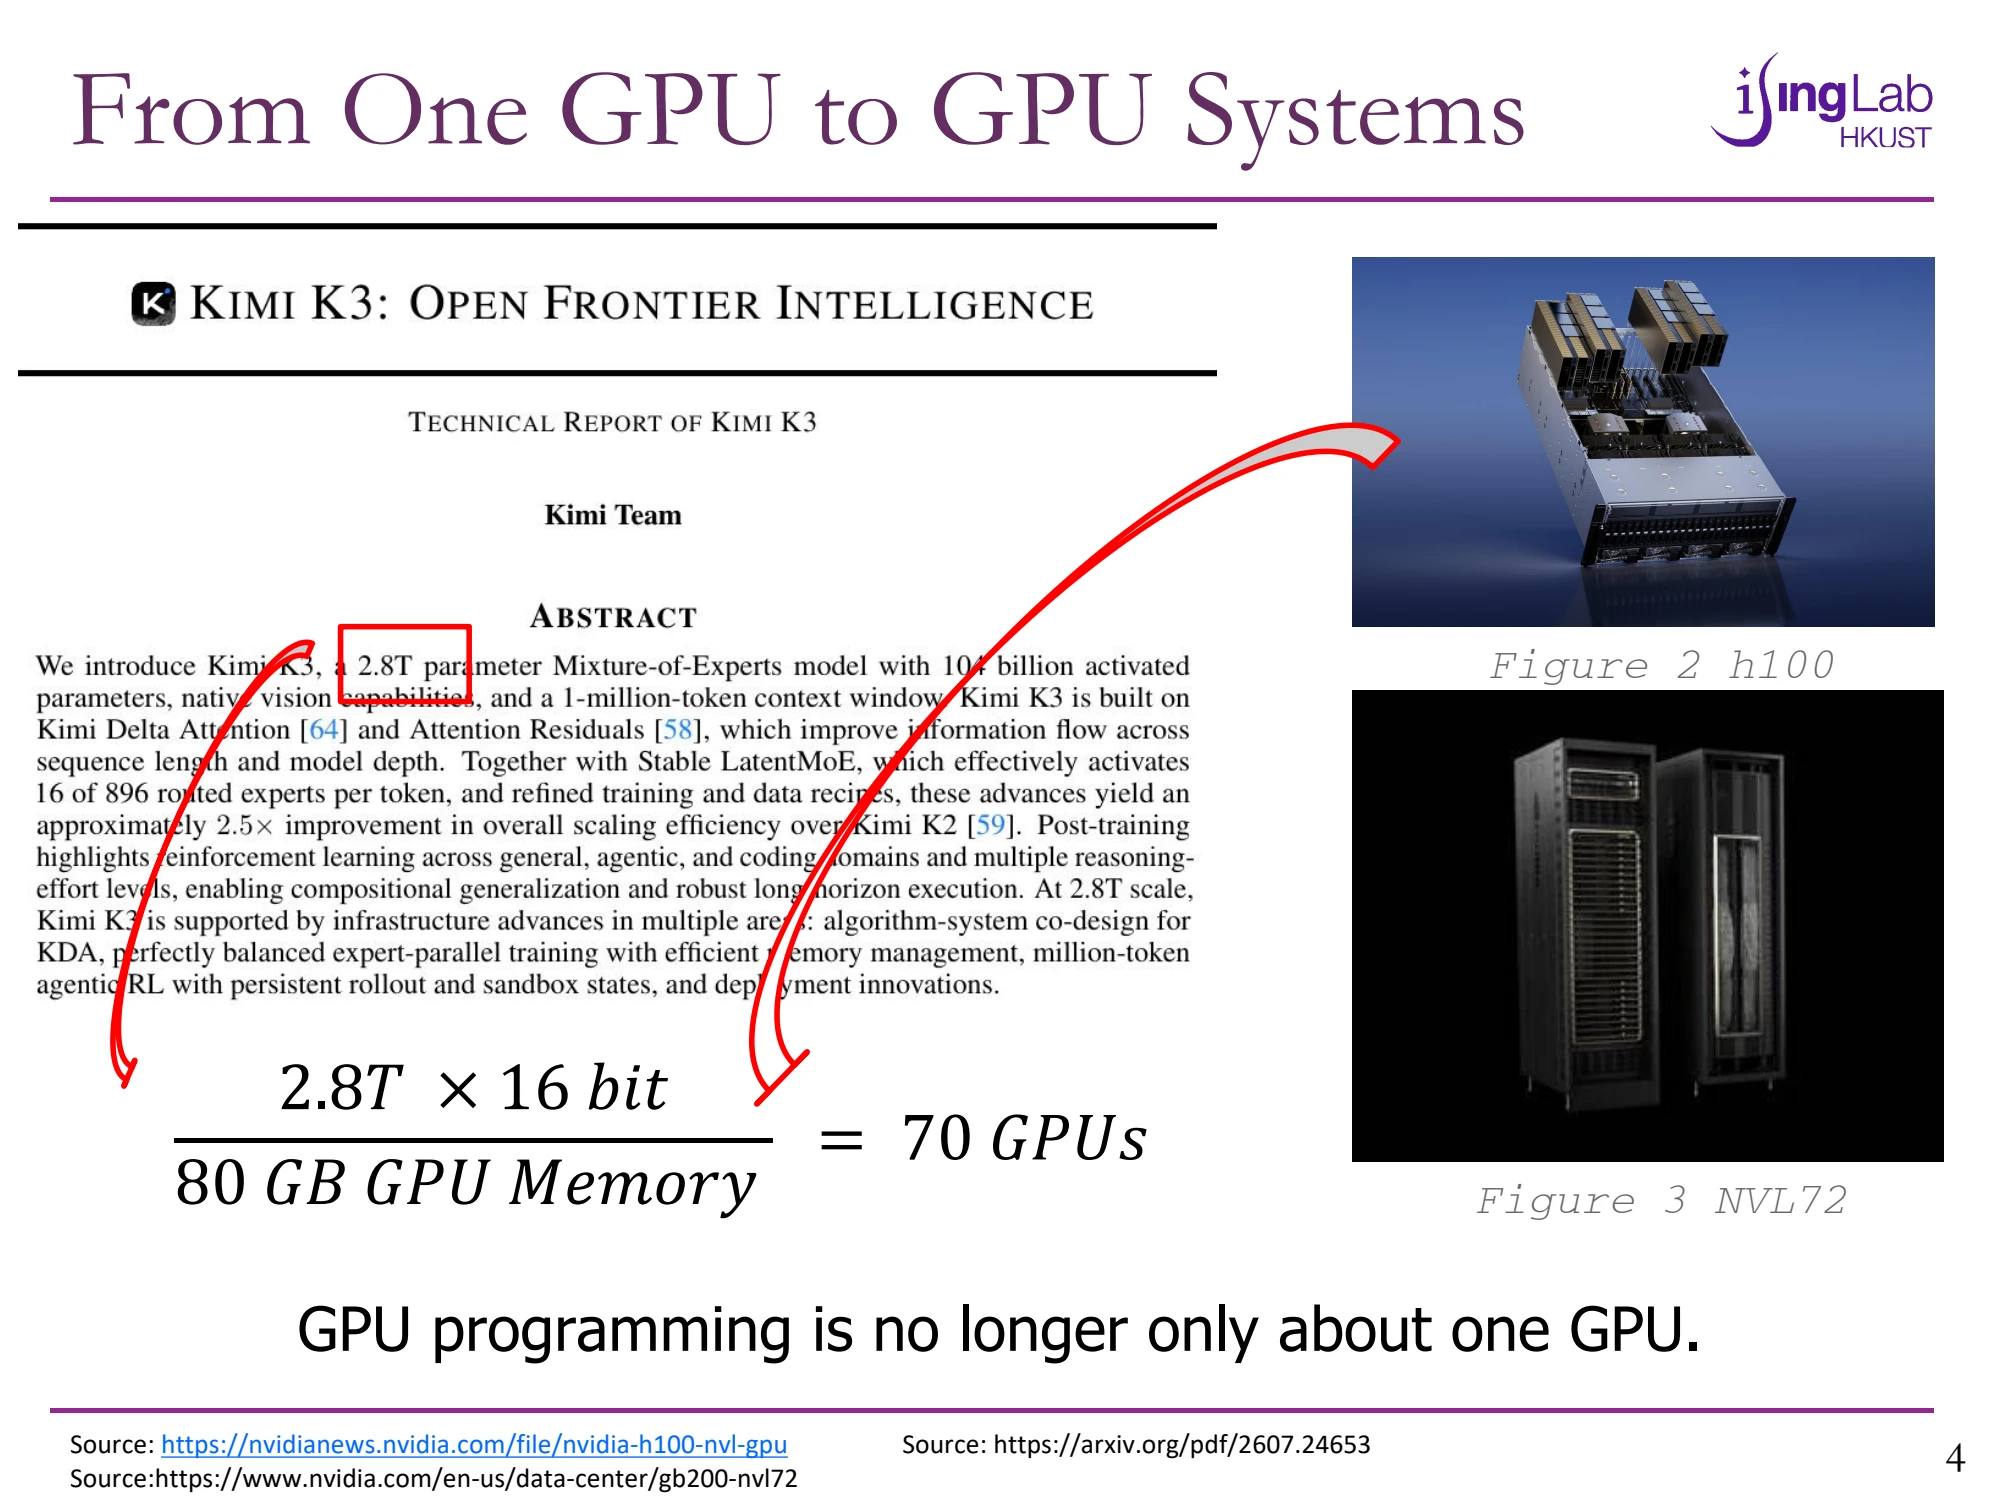 From One GPU to GPU Systems
isingLab
HKUST
KIMI K3: OPEN FRONTIER INTELLIGENCE
TECHNICAL REPORT OF KIMI K3
Kimi Team
ABSTRACT
We introduce Kimi K3, a 2.8T parameter Mixture-of-Experts model with 104 billion activated
parameters, native vision capabilities, and a 1-million-token context window. Kimi K3 is built on
Kimi Delta Attention [64] and Attention Residuals [58], which improve information flow across
sequence length and model depth. Together with Stable LatentMoE, which effectively activates
16 of 896 routed experts per token, and refined training and data recipes, these advances yield an
approximately 2.5× improvement in overall scaling efficiency over Kimi K2 [59]. Post-training
highlights reinforcement learning across general, agentic, and coding domains and multiple reasoning-
effort levels, enabling compositional generalization and robust long-horizon execution. At 2.8T scale,
Kimi K3 is supported by infrastructure advances in multiple areas: algorithm-system co-design for
KDA, perfectly balanced expert-parallel training with efficient memory management, million-token
agentic RL with persistent rollout and sandbox states, and deployment innovations.
2.8T × 16 bit
80 GB GPU Memory
= 70 GPUs
Figure 2 h100
Figure 3 NVL72
GPU programming is no longer only about one GPU.
Source: https://nvidianews.nvidia.com/file/nvidia-h100-nvl-gpu
Source: https://arxiv.org/pdf/2607.24653
Source:https://www.nvidia.com/en-us/data-center/gb200-nvl72
4